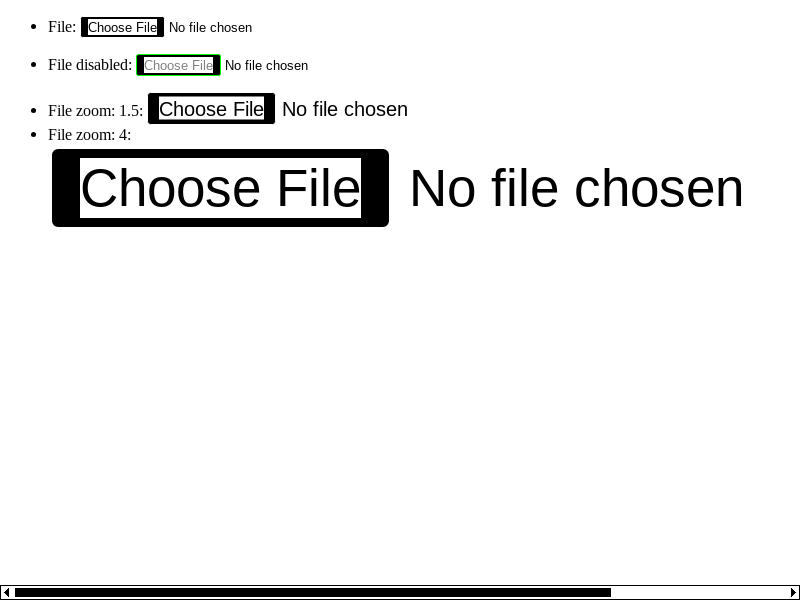 File: Choose File No file chosen
File disabled: Choose File No file chosen
File zoom: 1.5: Choose File No file chosen
File zoom: 4:
Choose File No file chosen